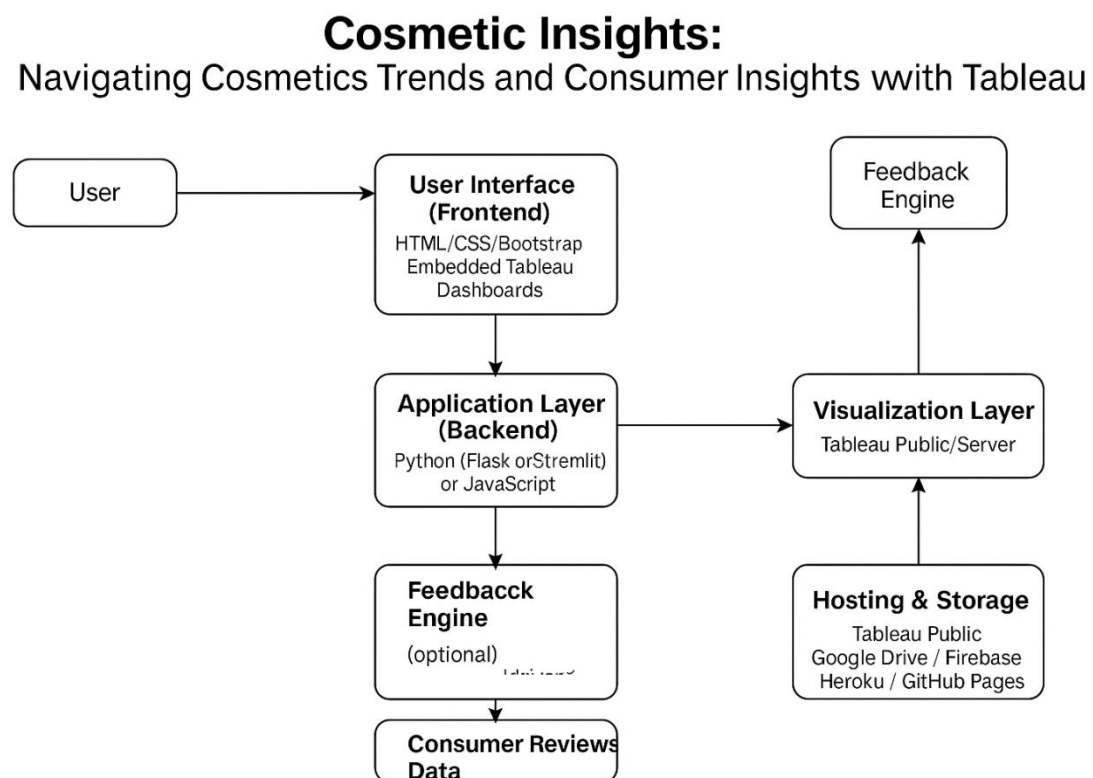 Cosmetic Insights:
Navigating Cosmetics Trends and Consumer Insights wwith Tableau
User
User Interface
(Frontend)
HTML/CSS/Bootstrap
Embedded Tableau
Dashboards
Feedback
Engine
Application Layer
(Backend)
Python (Flask orStremlit)
or JavaScript
Visualization Layer
Tableau Public/Server
Feedbacck
Engine
(optional)
Hosting & Storage
Tableau Public
Google Drive / Firebase
Heroku / GitHub Pages
Consumer Reviews
Data